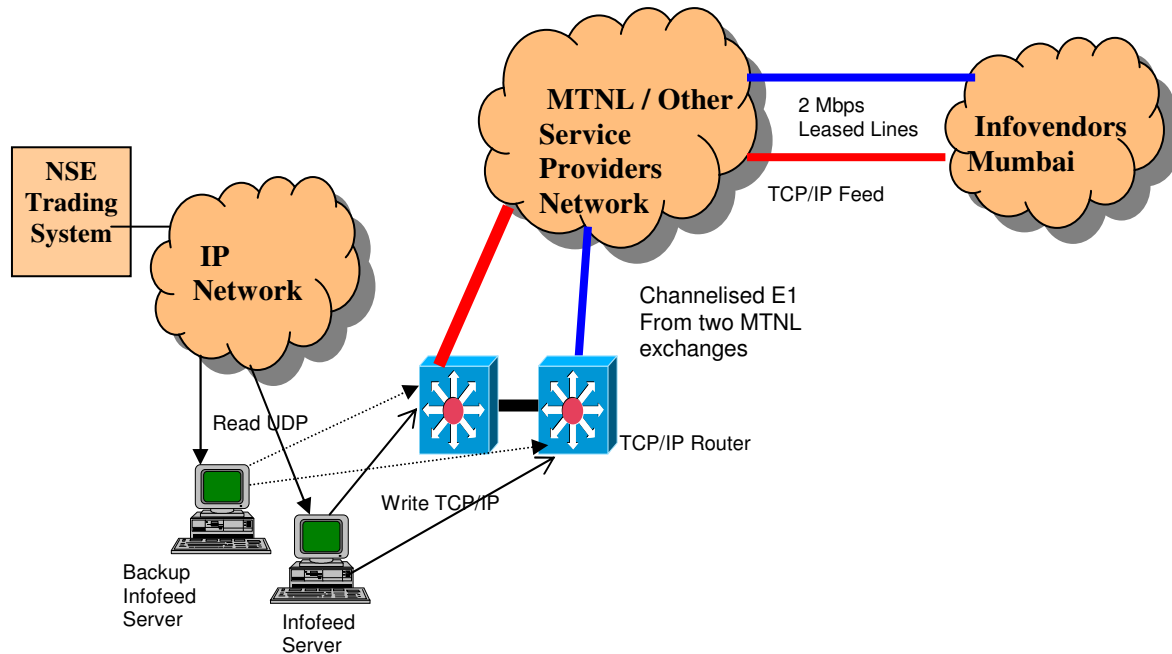 NSE
Trading
System
IP
Network
MTNL / Other
Service
Providers
Network
2 Mbps
Leased Lines
TCP/IP Feed
Infovendors
Mumbai
Channelised E1
From two MTNL
exchanges
Read UDP
TCP/IP Router
Write TCP/IP
Backup
Infofeed
Server
Infofeed
Server